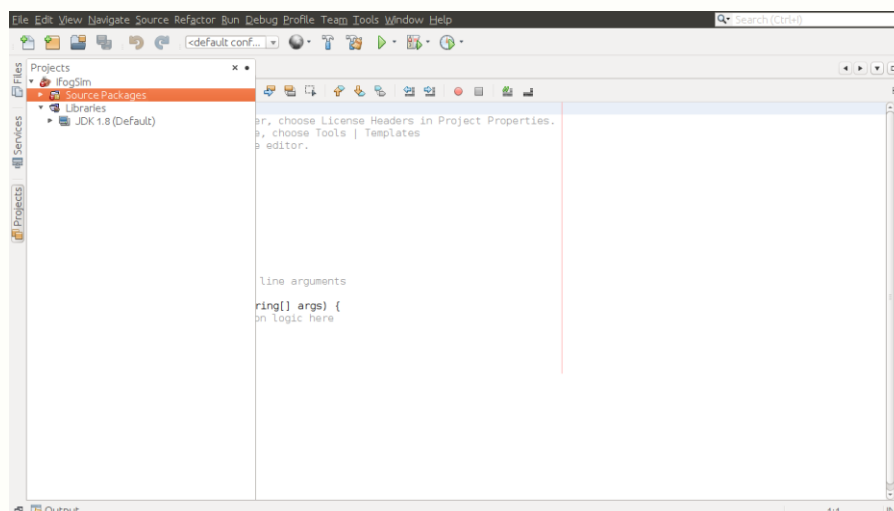 File Edit View Navigate Source Refactor Run Debug Profile Team Tools Window Help
Search (Ctrl+I)
<default conf...
Files
Services
Projects
Projects
IfogSim
Source Packages
Libraries
JDK 1.8 (Default)
er, choose License Headers in Project Properties.
e, choose Tools | Templates
e editor.
line arguments
ring[] args) {
on logic here
Output